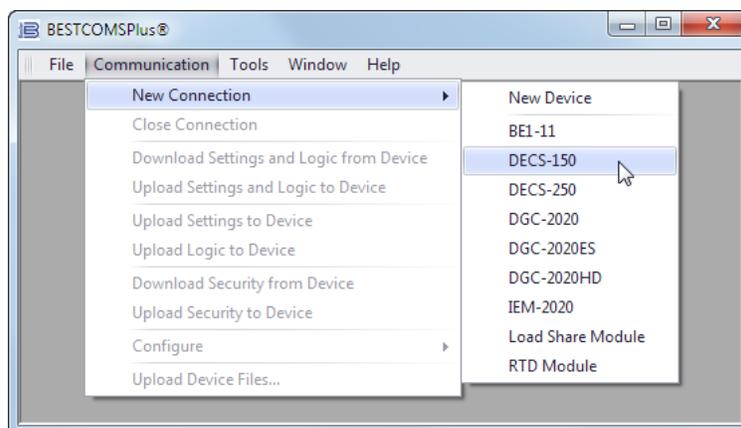 BESTCOMSPlus®
File Communication Tools Window Help
New Connection
Close Connection
Download Settings and Logic from Device
Upload Settings and Logic to Device
Upload Settings to Device
Upload Logic to Device
Download Security from Device
Upload Security to Device
Configure
Upload Device Files...
New Device
BE1-11
DECS-150
DECS-250
DGC-2020
DGC-2020ES
DGC-2020HD
IEM-2020
Load Share Module
RTD Module